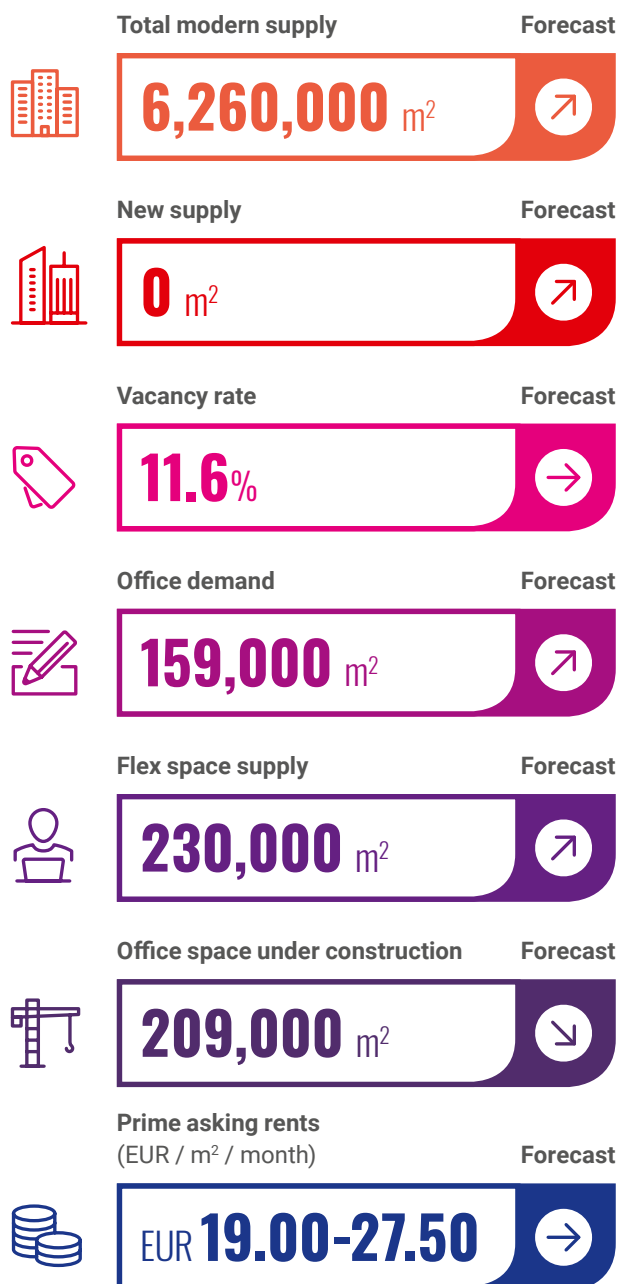 Total modern supply Forecast
6,260,000 m²
New supply Forecast
0 m²
Vacancy rate Forecast
11.6%
Office demand Forecast
159,000 m²
Flex space supply Forecast
230,000 m²
Office space under construction Forecast
209,000 m²
Prime asking rents
(EUR / m² / month) Forecast
EUR 19.00-27.50